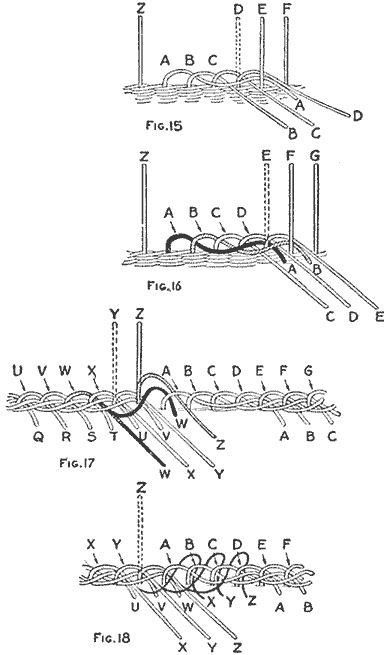 Z D E F
A B C
A
D
B C
FIG.15
Z E F G
A B C D
A B
C D E
FIG.16
Y Z
U V W X A B C D E F G
W
Q R S T U V Z A B C
W X Y
FIG.17
Z
X Y A B C D E F
U V W X Y Z A B
X Y Z
FIG.18